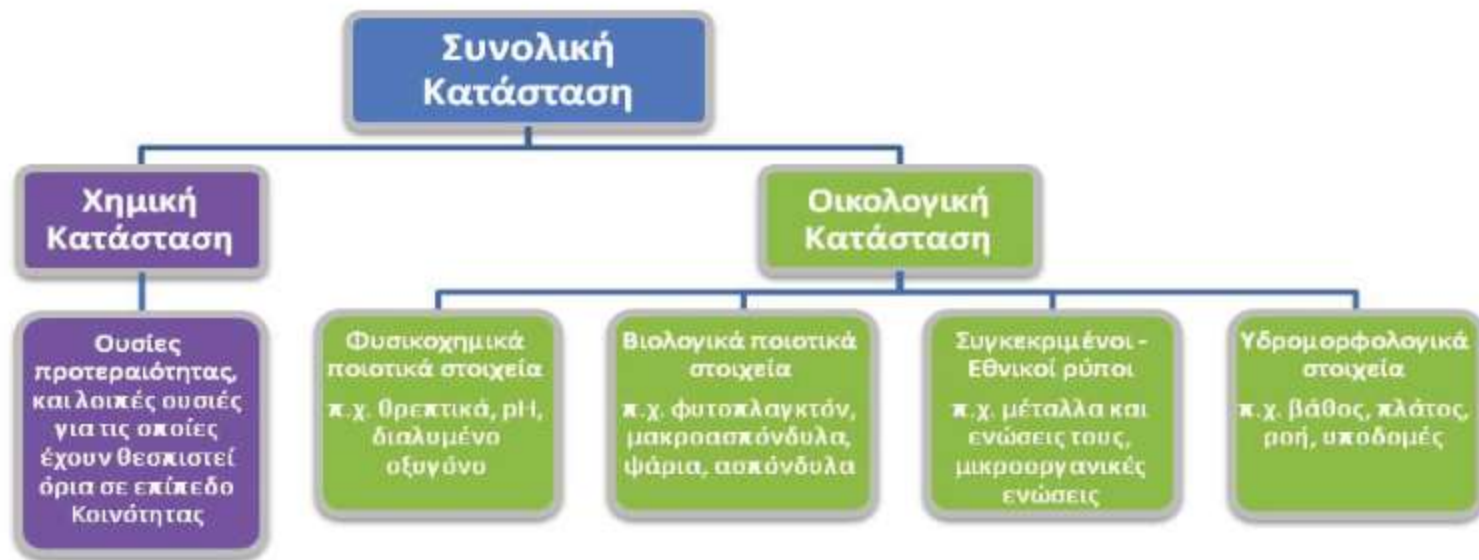 Συνολική
Κατάσταση
Χημική
Κατάσταση
Οικολογική
Κατάσταση
Ουσίες
προτεραιότητας,
και λοιπές ουσιές
για τις οποίες
έχουν θεσπιστεί
όρια σε επίπεδο
Κοινότητας
Φυσικοχημικά
ποιοτικά στοιχεία
π.χ. θρεπτικά, pH,
διαλυμένο
οξυγόνο
Βιολογικά ποιοτικά
στοιχεία
π.χ. φυτοπλαγκτόν,
μακροασπόνδυλα,
ψάρια, ασπόνδυλα
Συγκεκριμένοι -
Εθνικοί ρύποι
π.χ. μέταλλα και
ενώσεις τους,
μικροοργανικές
ενώσεις
Υδρομορφολογικά
στοιχεία
π.χ. βάθος, πλάτος,
ροή, υποδομές